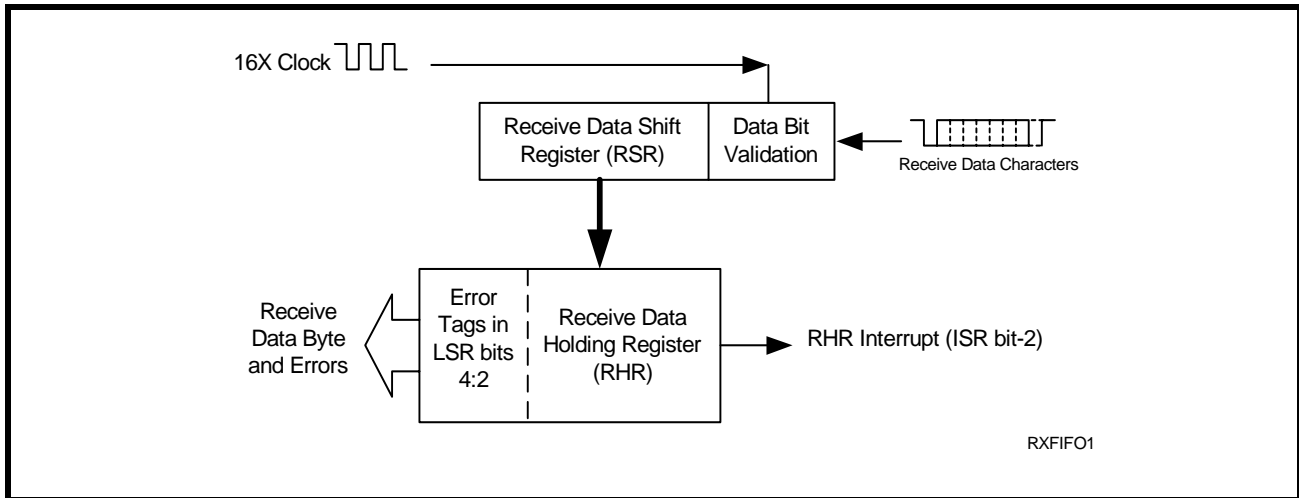 16X Clock
Receive Data Shift
Register (RSR)
Data Bit
Validation
Receive Data Characters
Receive
Data Byte
and Errors
Error
Tags in
LSR bits
4:2
Receive Data
Holding Register
(RHR)
RHR Interrupt (ISR bit-2)
RXFIFO1